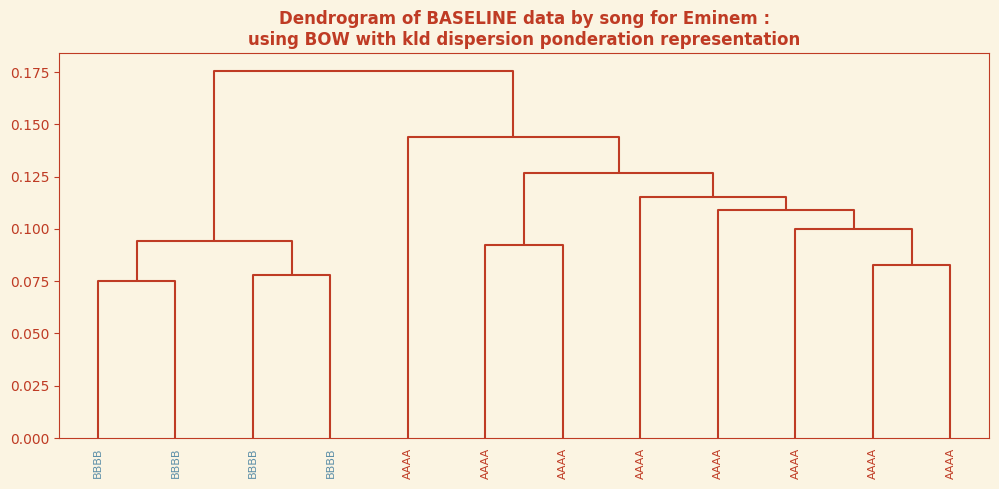 Dendrogram of BASELINE data by song for Eminem :
using BOW with kld dispersion ponderation representation
0.175
0.150
0.125
0.100
0.075
0.050
0.025
0.000
BBBB BBBB BBBB BBBB AAAA AAAA AAAA AAAA AAAA AAAA AAAA AAAA